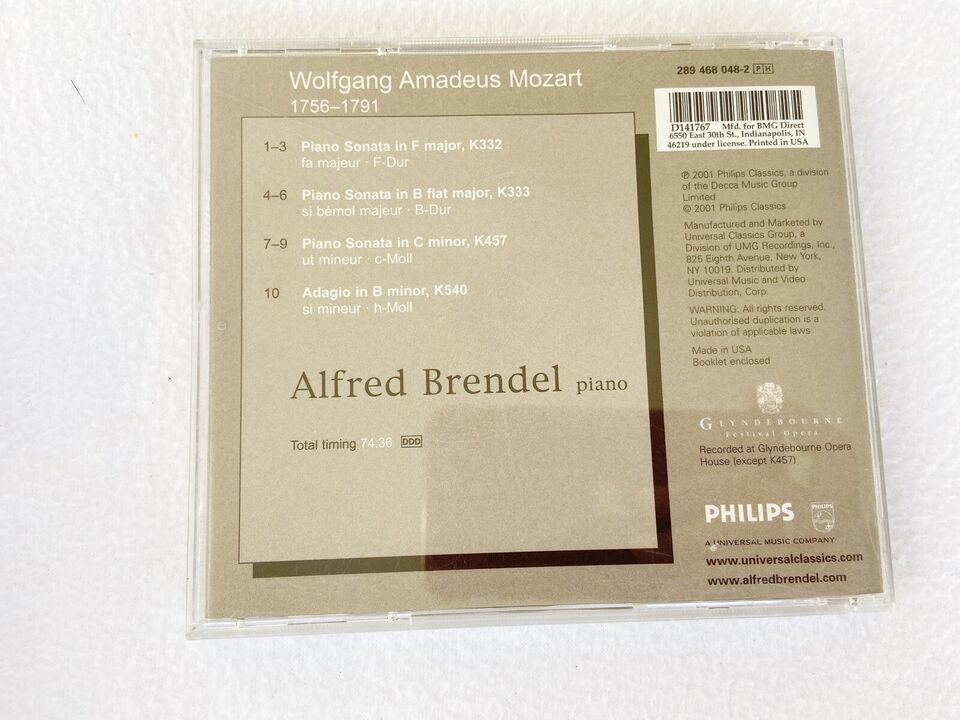 Wolfgang Amadeus Mozart
1756–1791
1–3 Piano Sonata in F major, K332
fa majeur · F-Dur
4–6 Piano Sonata in B flat major, K333
si bémol majeur · B-Dur
7–9 Piano Sonata in C minor, K457
ut mineur · c-Moll
10 Adagio in B minor, K540
si mineur · h-Moll
Alfred Brendel piano
Total timing 74.36 DDD
289 468 048-2 PH
D141767 Mfd. for BMG Direct
6550 East 30th St., Indianapolis, IN
46219 under license. Printed in USA
℗ 2001 Philips Classics, a division
of the Decca Music Group
Limited
© 2001 Philips Classics
Manufactured and Marketed by
Universal Classics Group, a
Division of UMG Recordings, Inc.,
825 Eighth Avenue, New York,
NY 10019. Distributed by
Universal Music and Video
Distribution, Corp.
WARNING: All rights reserved.
Unauthorised duplication is a
violation of applicable laws
Made in USA
Booklet enclosed
GLYNDEBOURNE
Festival Opera
Recorded at Glyndebourne Opera
House (except K457)
PHILIPS
PHILIPS
A UNIVERSAL MUSIC COMPANY
www.universalclassics.com
www.alfredbrendel.com